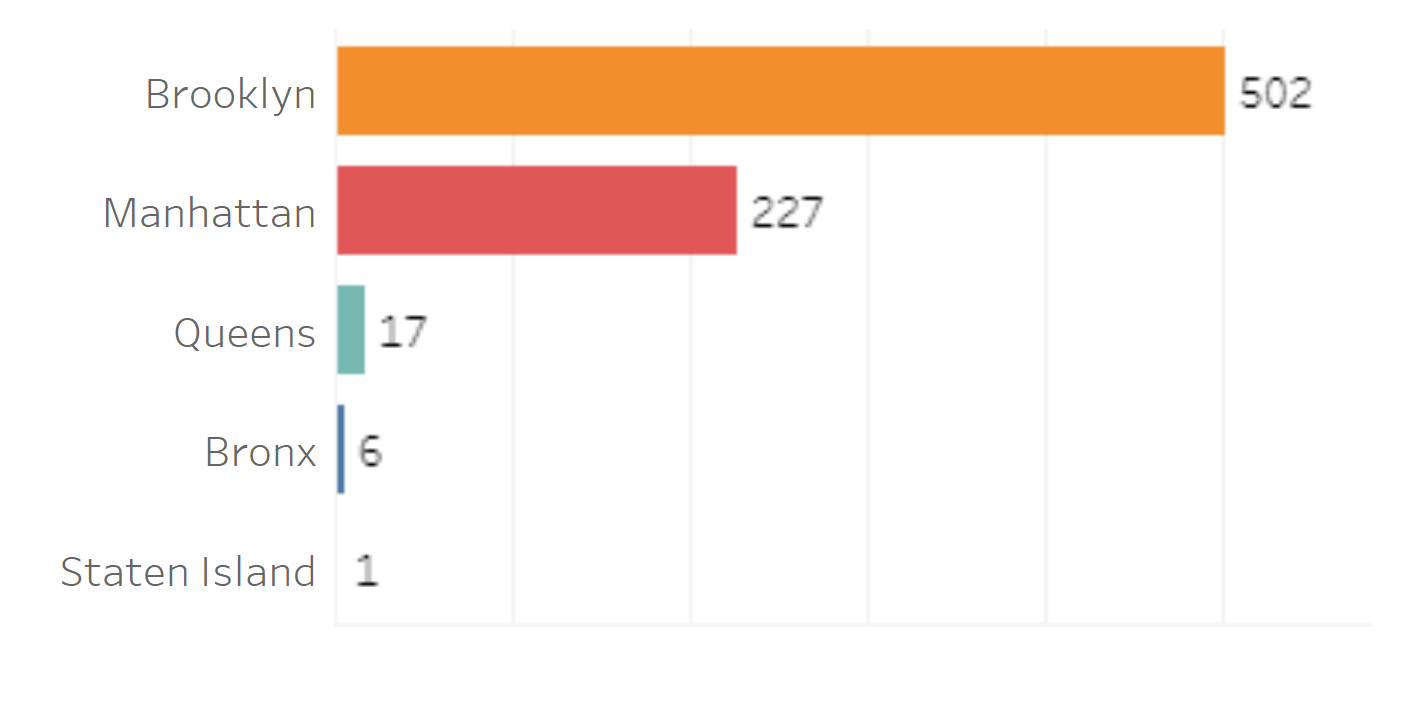 Brooklyn 502
Manhattan 227
Queens 17
Bronx 6
Staten Island 1